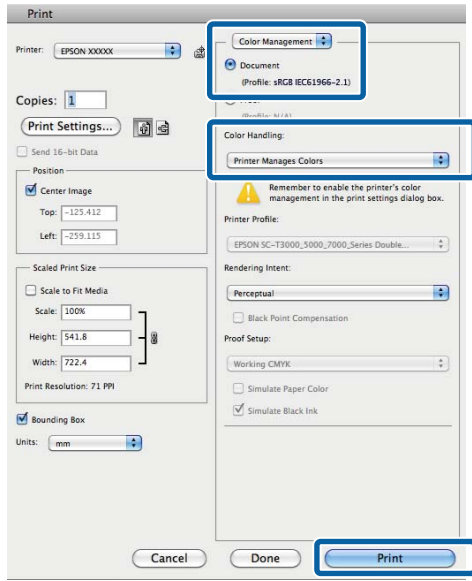 Print
Printer: EPSON XXXXX
Copies: 1
Print Settings...
Send 16-bit Data
Position
Center Image
Top: -125.412
Left: -259.115
Scaled Print Size
Scale to Fit Media
Scale: 100%
Height: 541.8
Width: 722.4
Print Resolution: 71 PPI
Bounding Box
Units: mm
Color Management
Document
(Profile: sRGB IEC61966-2.1)
(Profile: N/A)
Color Handling:
Printer Manages Colors
Remember to enable the printer's color
management in the print settings dialog box.
Printer Profile:
EPSON SC-T3000_5000_7000_Series Double...
Rendering Intent:
Perceptual
Black Point Compensation
Proof Setup:
Working CMYK
Simulate Paper Color
Simulate Black Ink
Cancel
Done
Print